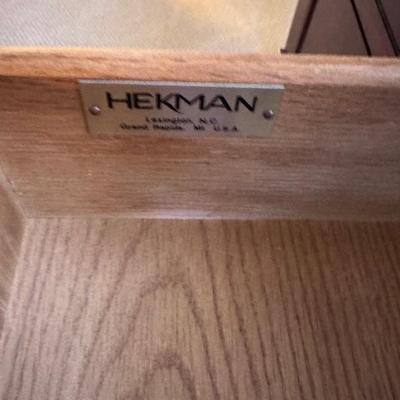 HEKMAN
Lexington, N.C.
Grand Rapids, MI U.S.A.